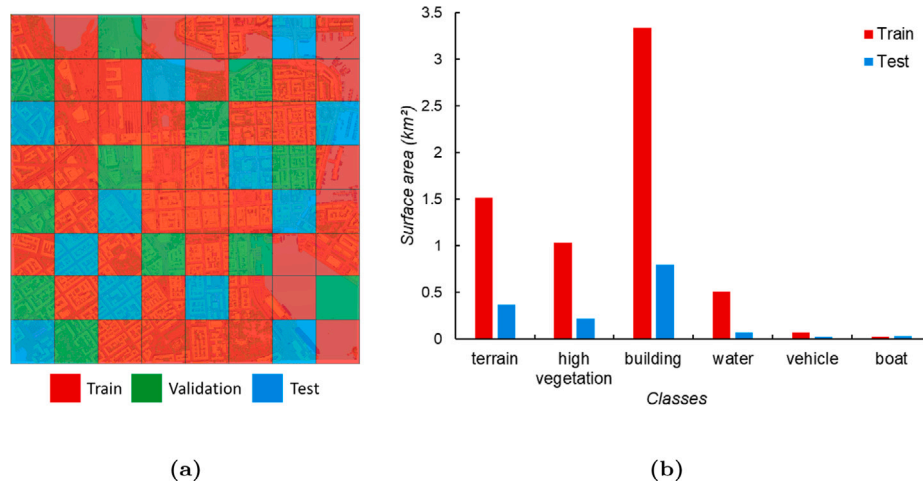 Train Validation Test
(a)
3.5
3
2.5
2
1.5
1
0.5
0
Surface area (km²)
Train
Test
terrain high vegetation building water vehicle boat
Classes
(b)